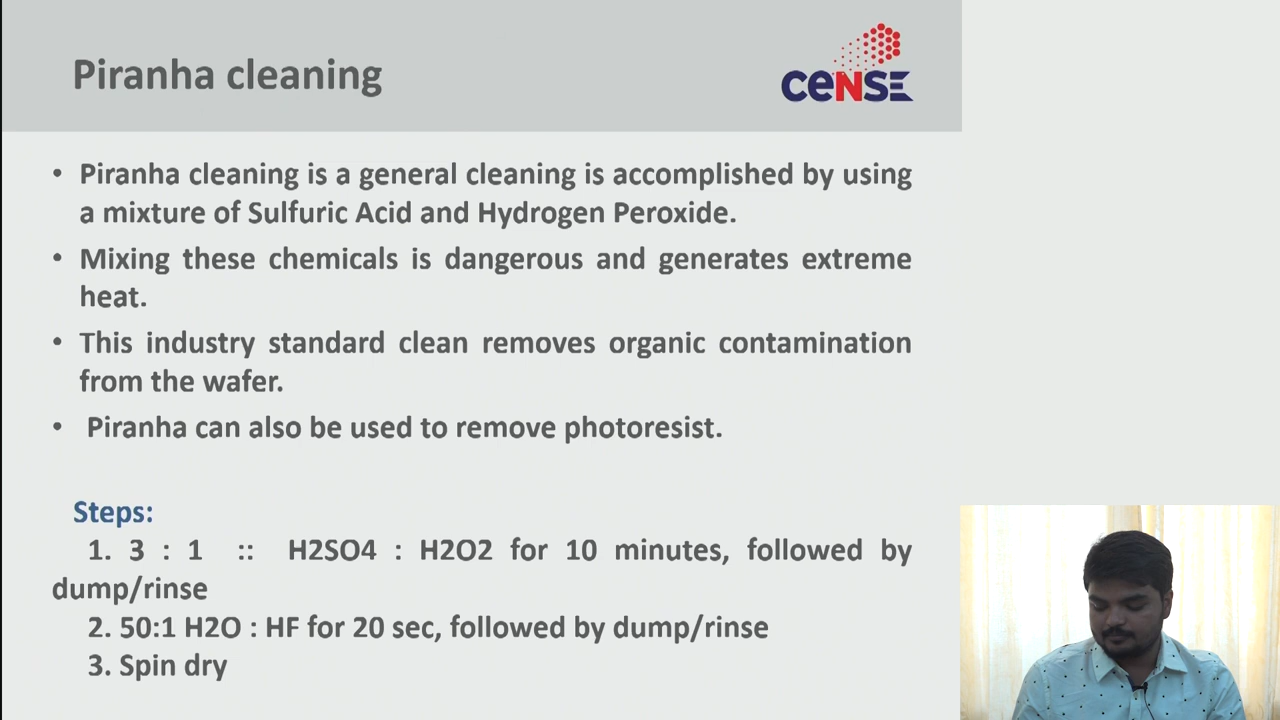 Piranha cleaning
CeNSE
• Piranha cleaning is a general cleaning is accomplished by using
a mixture of Sulfuric Acid and Hydrogen Peroxide.
• Mixing these chemicals is dangerous and generates extreme
heat.
• This industry standard clean removes organic contamination
from the wafer.
• Piranha can also be used to remove photoresist.
Steps:
1. 3 : 1 :: H2SO4 : H2O2 for 10 minutes, followed by
dump/rinse
2. 50:1 H2O : HF for 20 sec, followed by dump/rinse
3. Spin dry